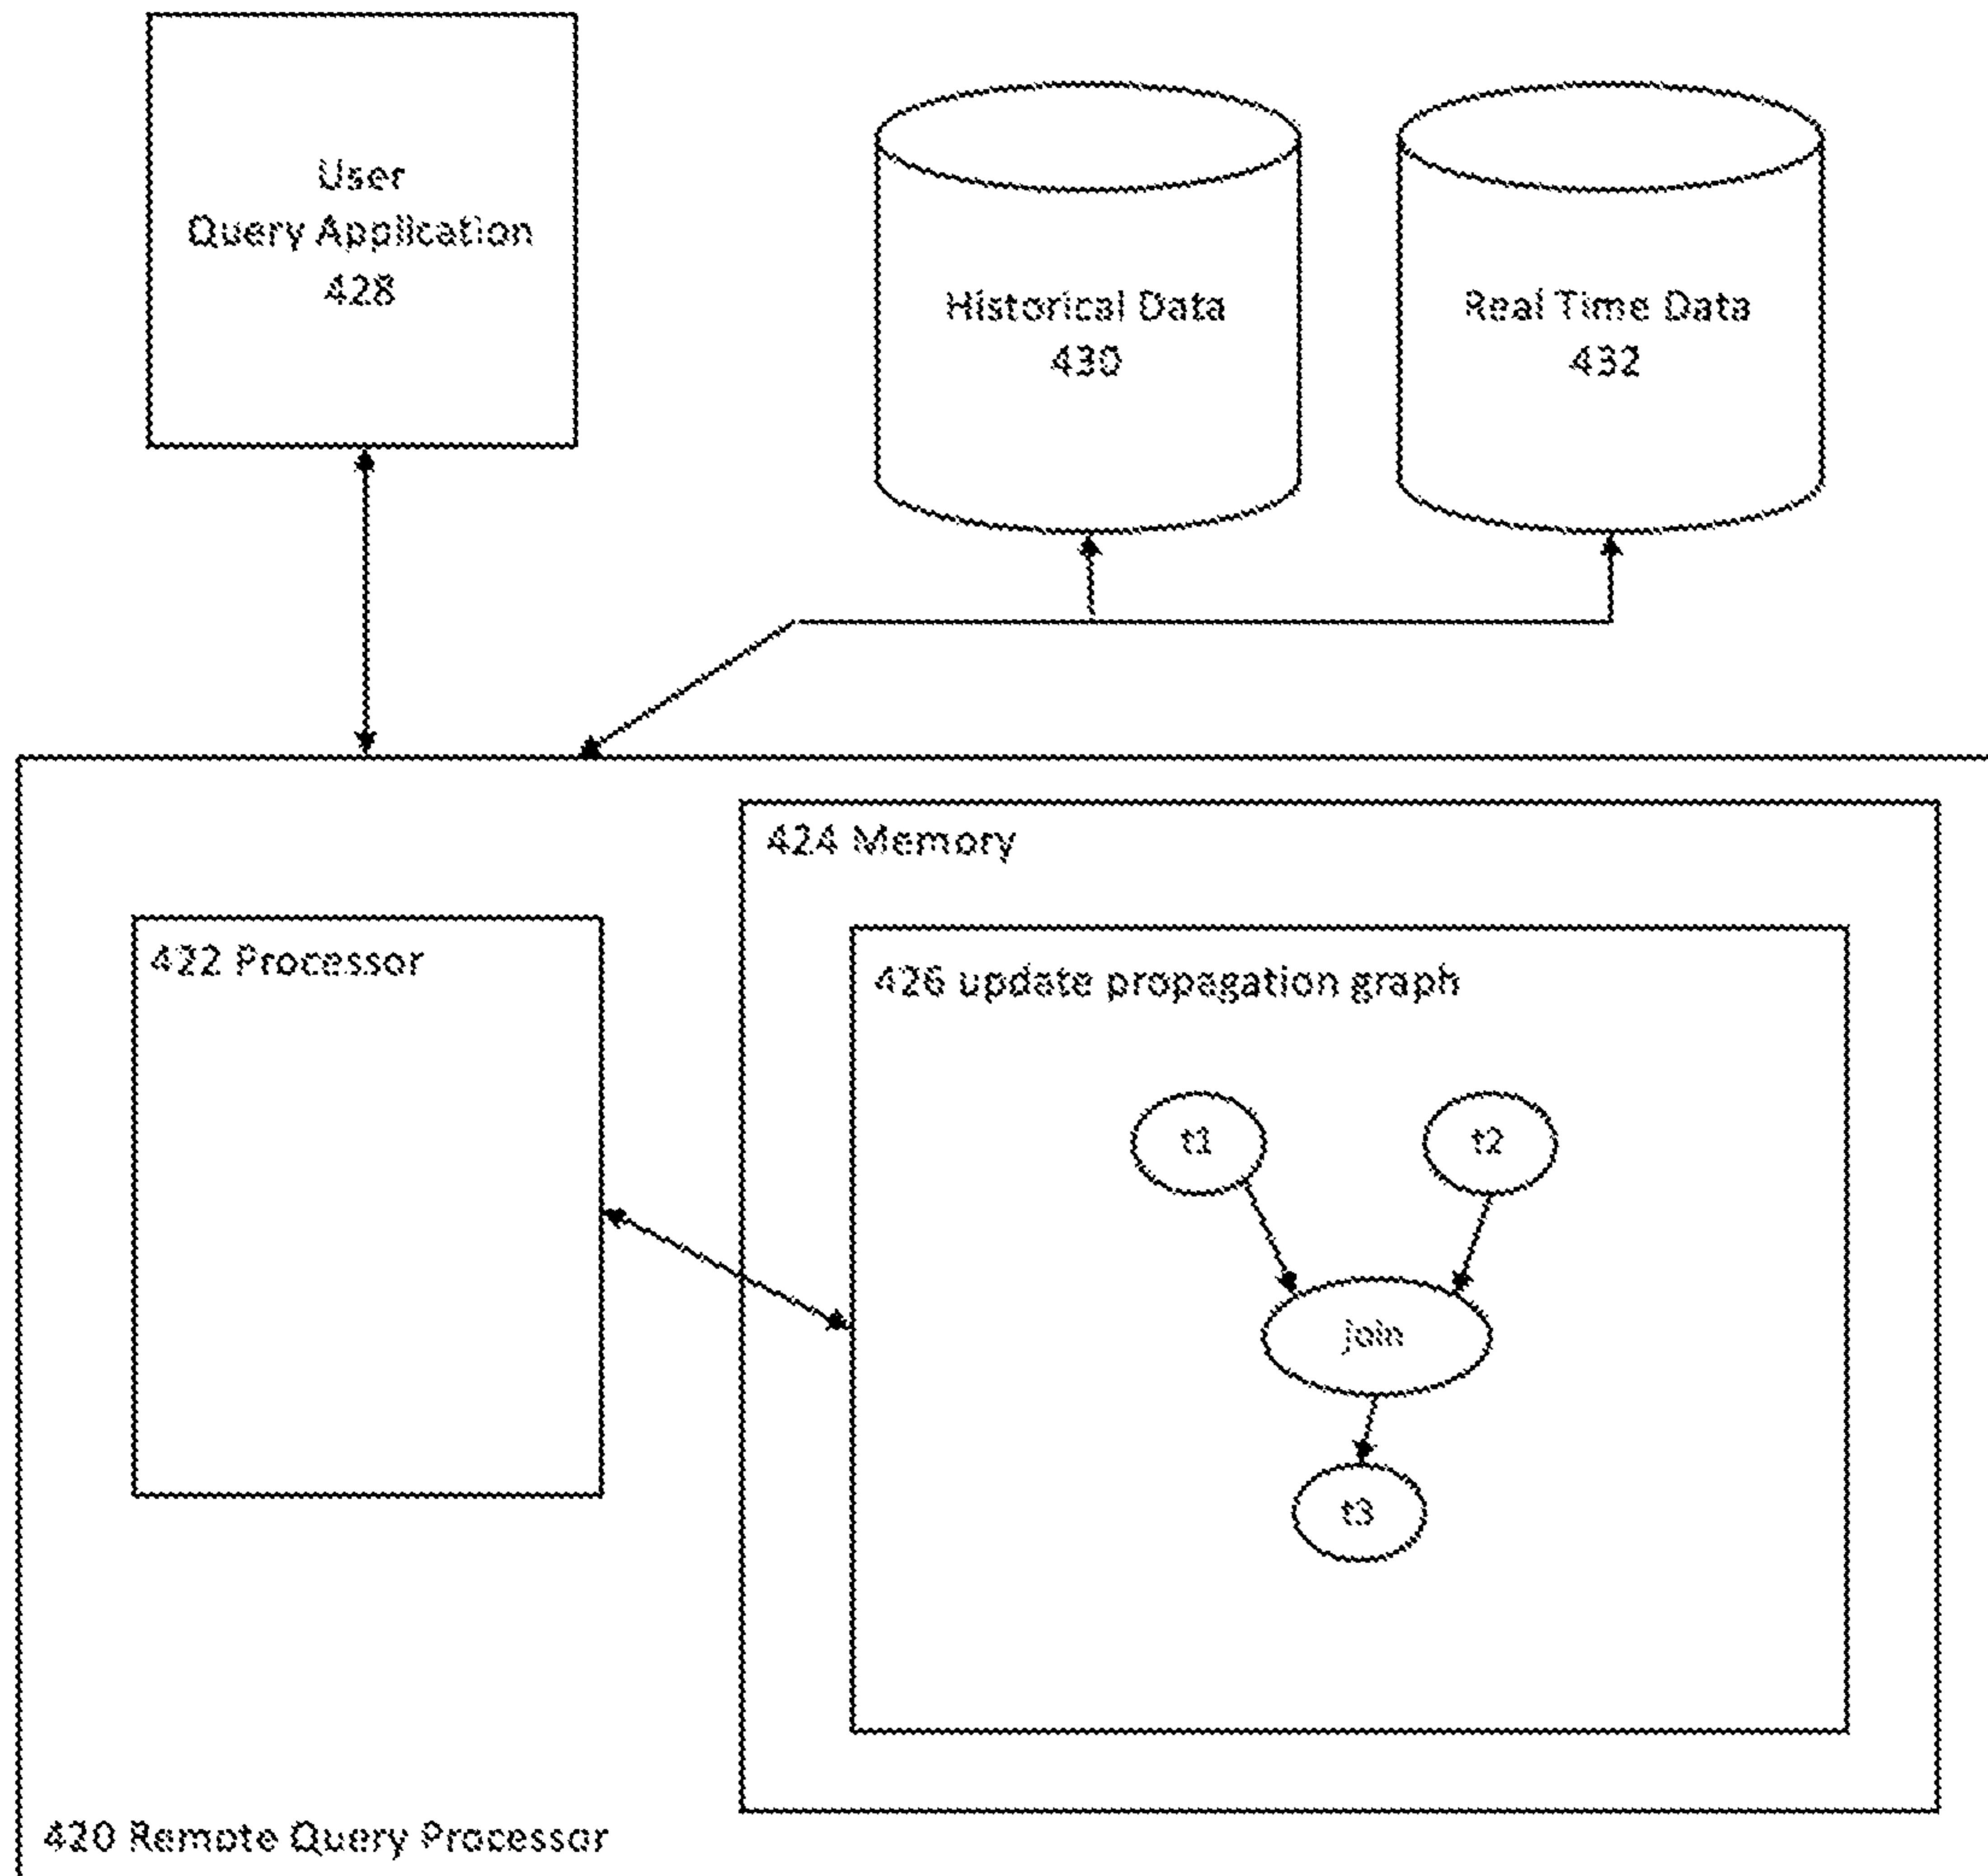 User
Query Application
428
Historical Data
430
Real Time Data
432
424 Memory
422 Processor
426 update propagation graph
t1
t2
join
t3
420 Remote Query Processor